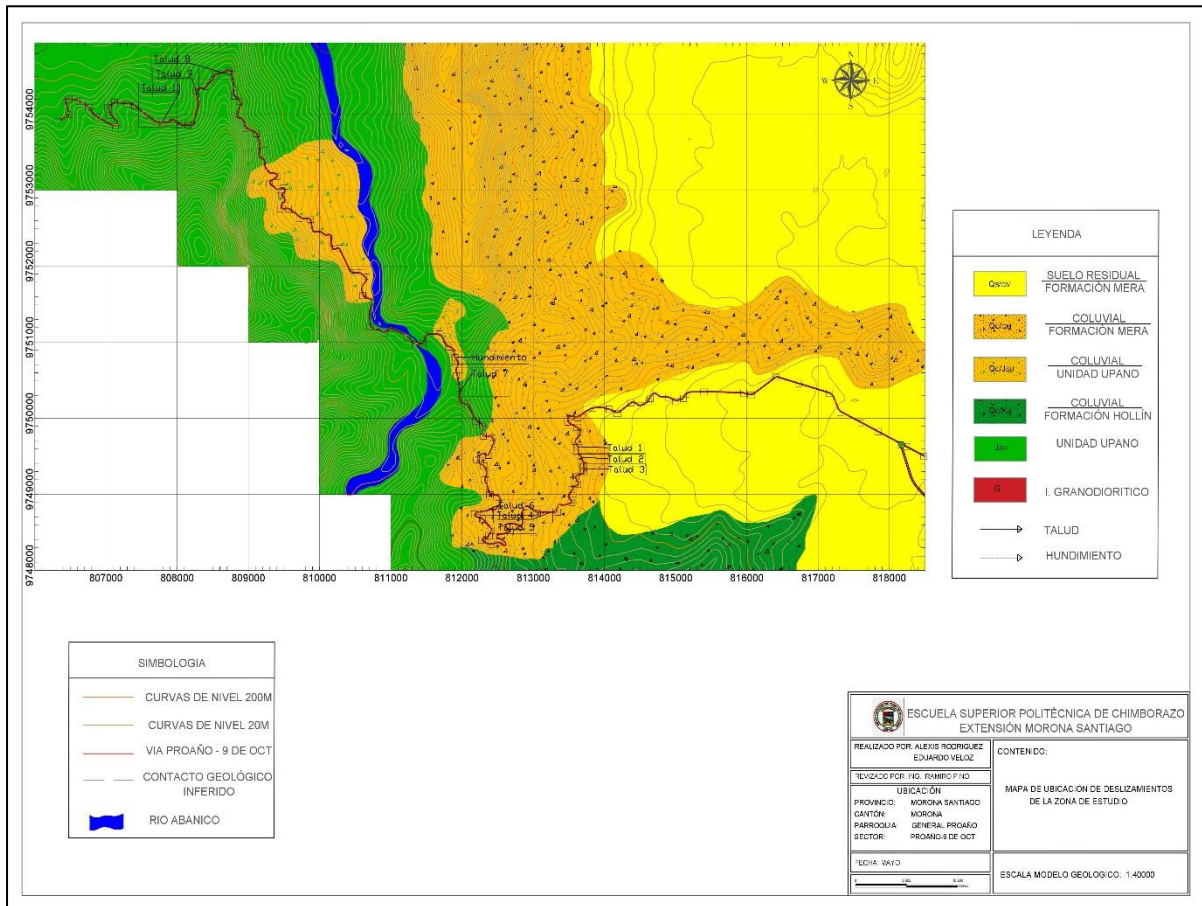 Talud 8
Talud 9
9754000
9753000
9752000
9751000
9750000
9749000
9748000
N
W
E
S
Hundimiento
Talud 7
Talud 1
Talud 2
Talud 3
Talud 6
Talud 4
Talud 5
807000
808000
809000
810000
811000
812000
813000
814000
815000
816000
817000
818000
LEYENDA
SUELO RESIDUAL
FORMACIÓN MERA
COLUVIAL
FORMACIÓN MERA
COLUVIAL
UNIDAD UPANO
COLUVIAL
FORMACIÓN HOLLÍN
UNIDAD UPANO
G
I. GRANODIORITICO
TALUD
HUNDIMIENTO
SIMBOLOGIA
CURVAS DE NIVEL 200M
CURVAS DE NIVEL 20M
VIA PROAÑO - 9 DE OCT
CONTACTO GEOLÓGICO
INFERIDO
RIO ABANICO
ESCUELA SUPERIOR POLITÉCNICA DE CHIMBORAZO
EXTENSIÓN MORONA SANTIAGO
REALIZADO POR: ALEXIS RODRIGUEZ
EDUARDO VELOZ
REVIZADO POR: ING. RAMIRO PINO
UBICACIÓN
PROVINCIO: MORONA SANTIAGO
CANTÓN: MORONA
PARROQUIA: GENERAL PROAÑO
SECTOR: PROAÑO-9 DE OCT
FECHA: MAYO
CONTENIDO:
MAPA DE UBICACIÓN DE DESLIZAMIENTOS
DE LA ZONA DE ESTUDIO
ESCALA MODELO GEOLOGICO: 1:40000